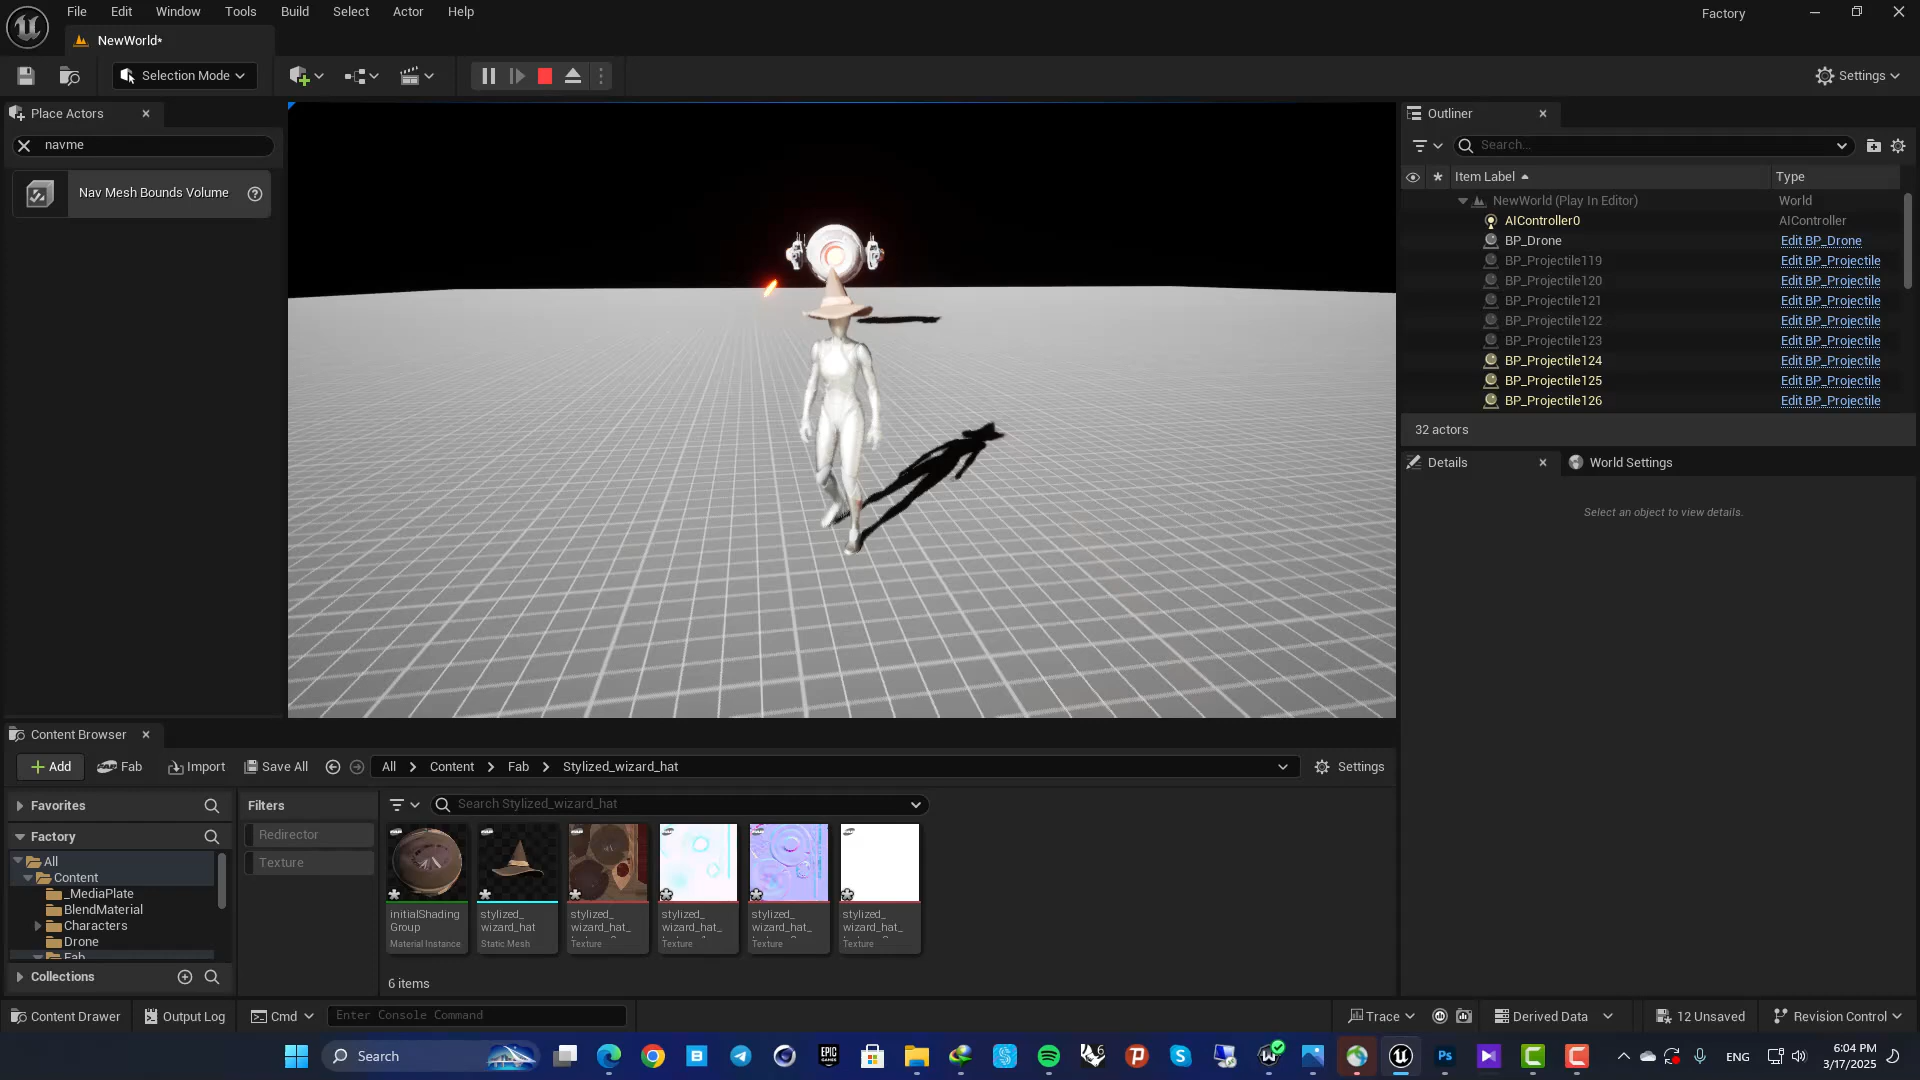 File Edit Window Tools Build Select Actor Help
Factory
NewWorld*
Selection Mode
Settings
Place Actors
navme
Nav Mesh Bounds Volume
Outliner
Search...
Item Label Type
NewWorld (Play In Editor) World
AIController0 AIController
BP_Drone Edit BP_Drone
BP_Projectile119 Edit BP_Projectile
BP_Projectile120 Edit BP_Projectile
BP_Projectile121 Edit BP_Projectile
BP_Projectile122 Edit BP_Projectile
BP_Projectile123 Edit BP_Projectile
BP_Projectile124 Edit BP_Projectile
BP_Projectile125 Edit BP_Projectile
BP_Projectile126 Edit BP_Projectile
32 actors
Details World Settings
Select an object to view details.
Content Browser
Add Fab Import Save All All Content Fab Stylized_wizard_hat Settings
Favorites
Factory
All
Content
_MediaPlate
BlendMaterial
Characters
Drone
Fab
Collections
Filters
Redirector
Texture
Search Stylized_wizard_hat
initialShading
Group
Material Instance
stylized_
wizard_hat
Static Mesh
stylized_
wizard_hat_
Texture
stylized_
wizard_hat_
Texture
stylized_
wizard_hat_
Texture
stylized_
wizard_hat_
Texture
6 items
Content Drawer Output Log Cmd Enter Console Command Trace Derived Data 12 Unsaved Revision Control
Search
EPIC
GAMES
Ps
ENG
6:04 PM
3/17/2025